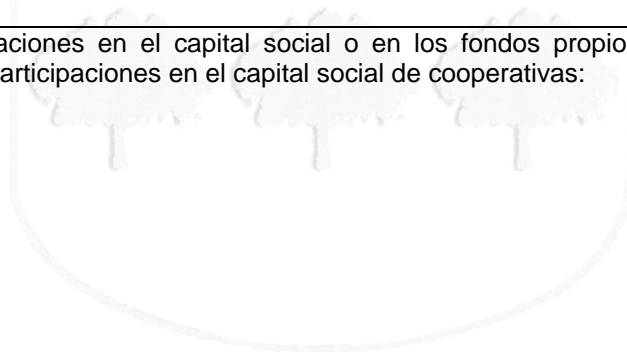 aciones en el capital social o en los fondos propio
articipaciones en el capital social de cooperativas: